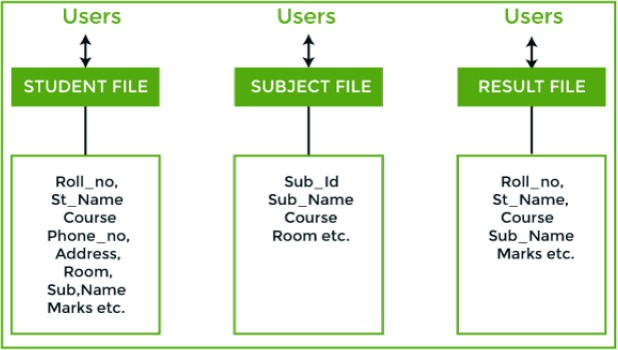 Users
STUDENT FILE
Roll_no,
St_Name
Course
Phone_no,
Address,
Room,
Sub,Name
Marks etc.
Users
SUBJECT FILE
Sub_Id
Sub_Name
Course
Room etc.
Users
RESULT FILE
Roll_no,
St_Name,
Course
Sub_Name
Marks etc.